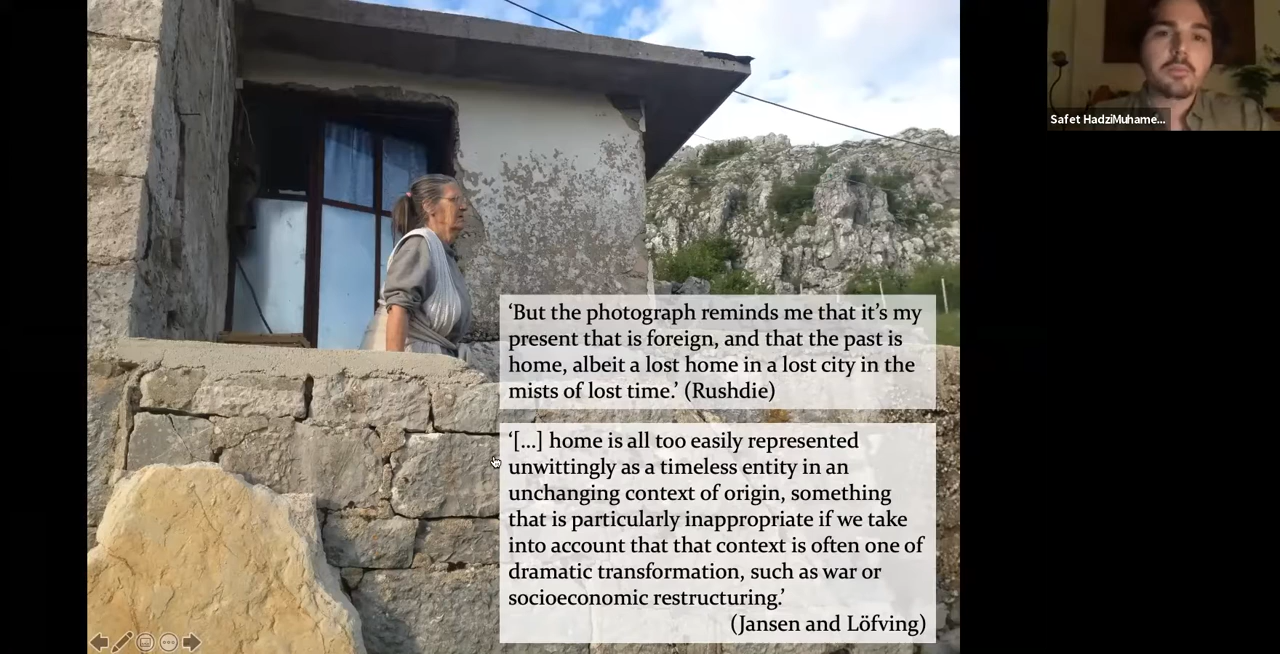 Safet HadziMuhame...
‘But the photograph reminds me that it’s my
present that is foreign, and that the past is
home, albeit a lost home in a lost city in the
mists of lost time.’ (Rushdie)
‘[...] home is all too easily represented
unwittingly as a timeless entity in an
unchanging context of origin, something
that is particularly inappropriate if we take
into account that that context is often one of
dramatic transformation, such as war or
socioeconomic restructuring.’
(Jansen and Löfving)